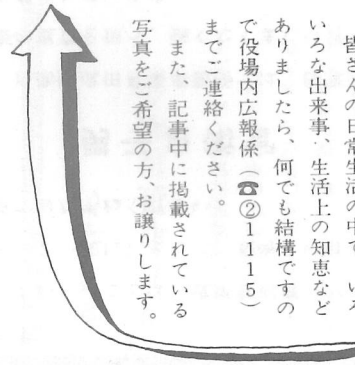 皆さんの日常生活の中で、いろ
いろな出来事、生活上の知恵など
ありましたら、何でも結構ですの
で役場内広報係（☎②1115）
までご連絡ください。
また、記事中に掲載されている
写真をご希望の方、お譲りします。